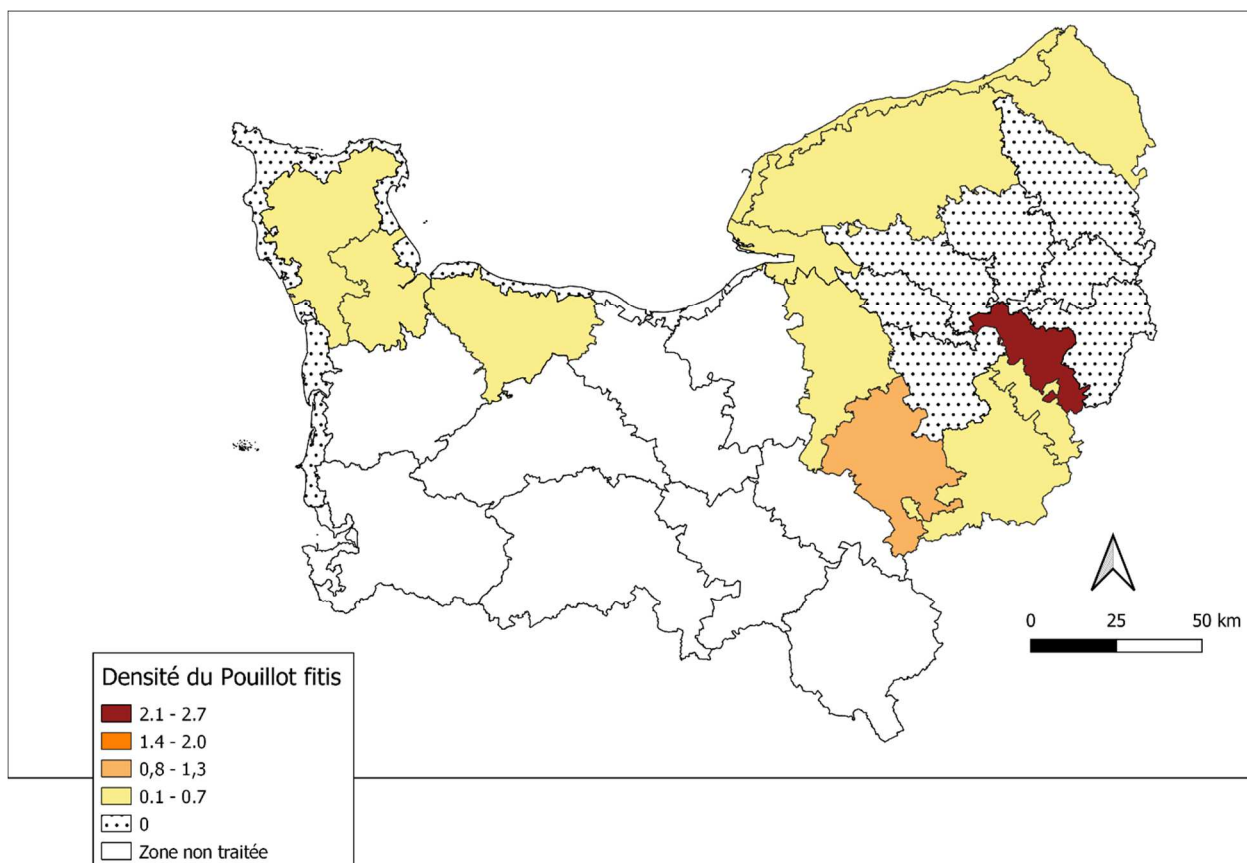 0 25 50 km
Densité du Pouillot fitis
2.1 - 2.7
1.4 - 2.0
0,8 - 1,3
0.1 - 0.7
0
Zone non traitée